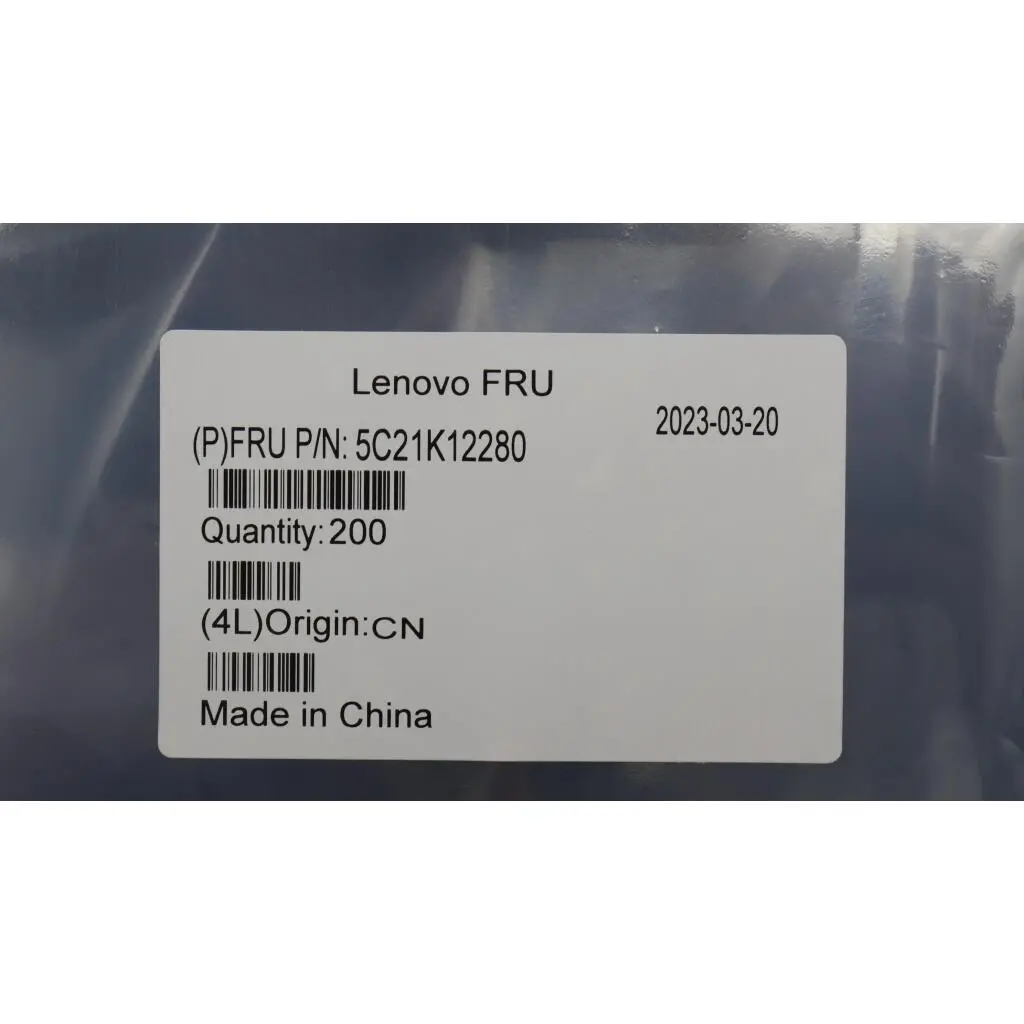 Lenovo FRU
2023-03-20
(P)FRU P/N: 5C21K12280
Quantity:200
(4L)Origin:CN
Made in China